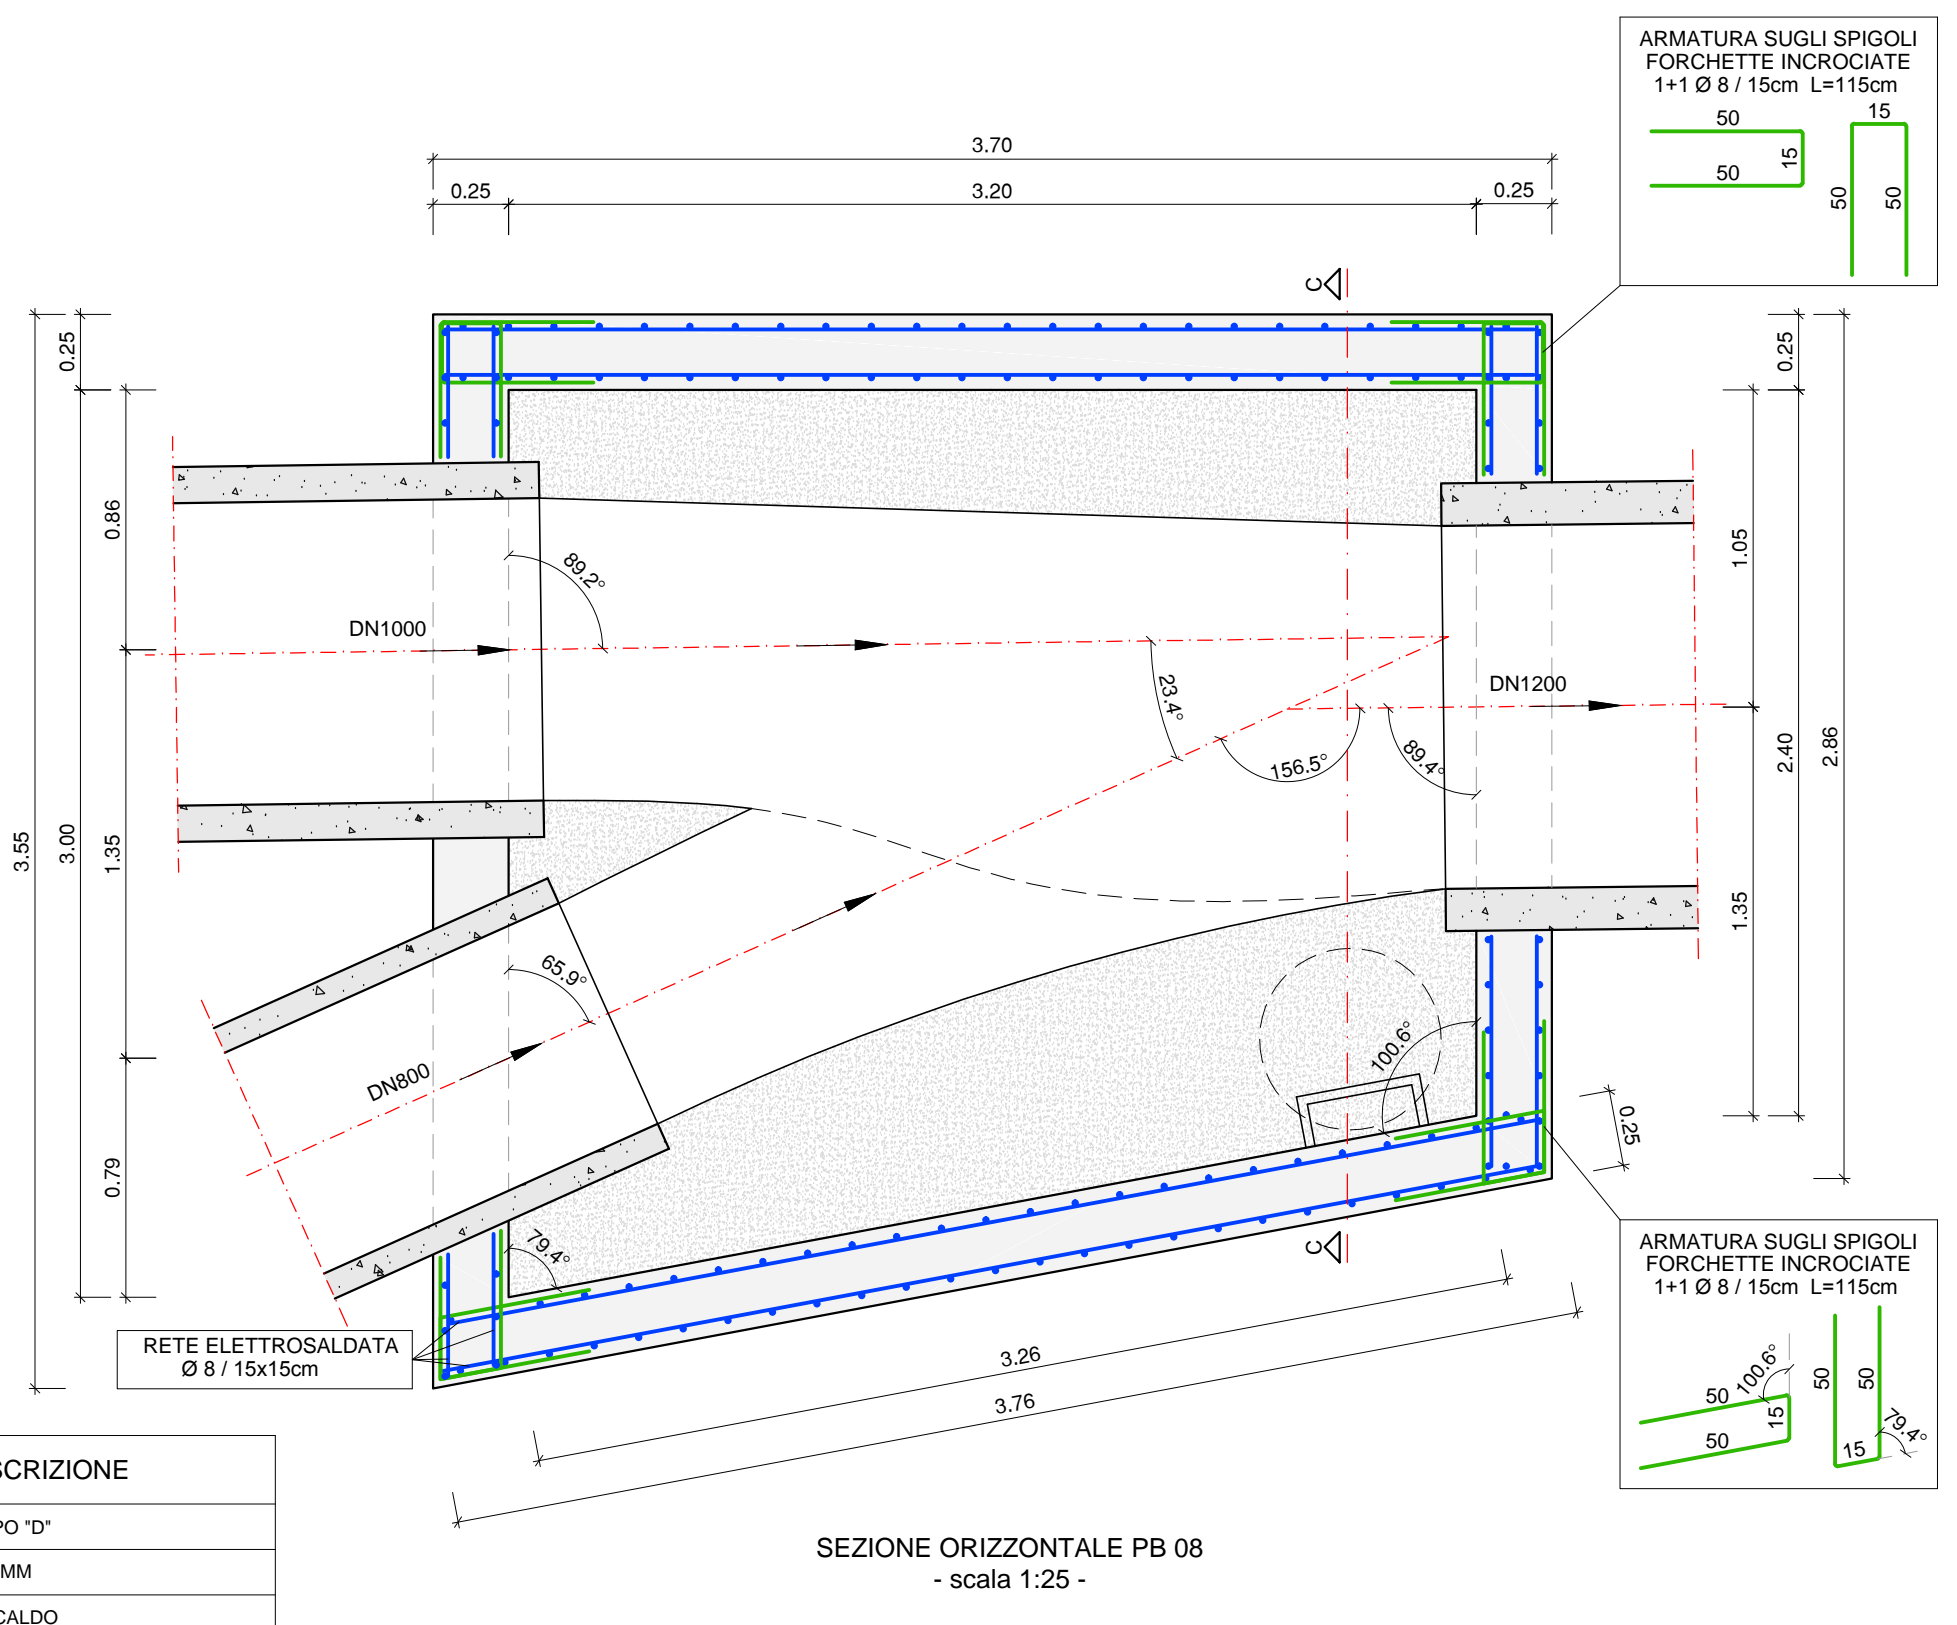 ARMATURA SUGLI SPIGOLI
FORCHETTE INCROCIATE
1+1 Ø 8 / 15cm L=115cm
50
15
50
15
50
50
3.70
0.25
3.20
0.25
C
0.25
0.86
1.35
0.79
3.00
3.55
0.25
1.05
1.35
2.40
2.86
DN1000
89.2°
23.4°
156.5°
89.4°
DN1200
65.9°
DN800
100.6°
0.25
79.4°
C
RETE ELETTROSALDATA
Ø 8 / 15x15cm
3.26
3.76
ARMATURA SUGLI SPIGOLI
FORCHETTE INCROCIATE
1+1 Ø 8 / 15cm L=115cm
50
100.6°
15
50
50
50
15
79.4°
SCRIZIONE
PO "D"
MM
CALDO
SEZIONE ORIZZONTALE PB 08
- scala 1:25 -